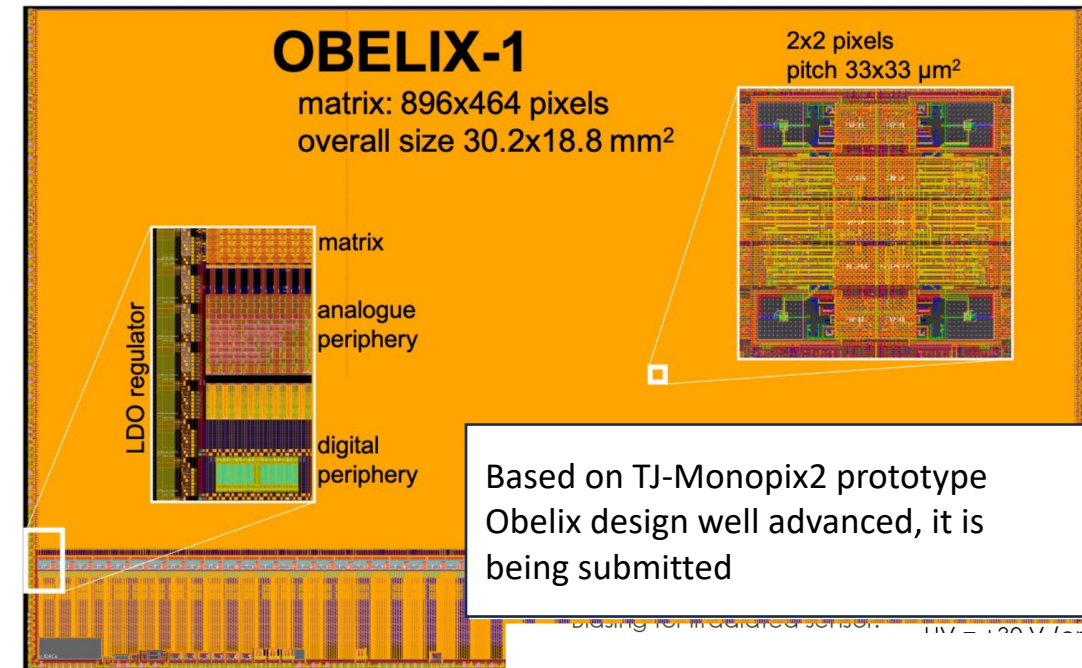 OBELIX-1
matrix: 896x464 pixels
overall size 30.2x18.8 mm²
2x2 pixels
pitch 33x33 µm²
matrix
analogue
periphery
LDO regulator
digital
periphery
Based on TJ-Monopix2 prototype
Obelix design well advanced, it is
being submitted